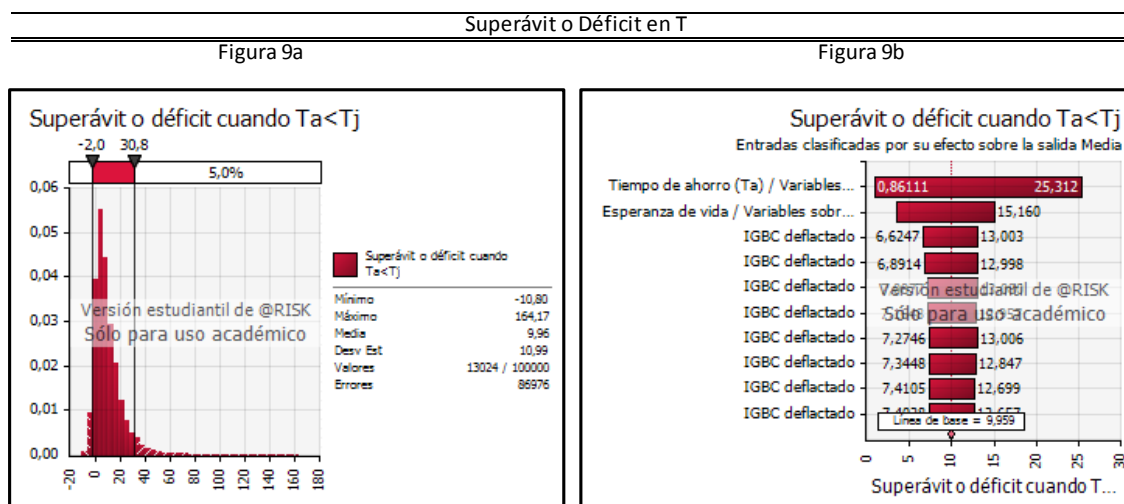 Superávit o Déficit en T
Figura 9a
Figura 9b
Superávit o déficit cuando Ta<Tj
-2,0 30,8
5,0%
0,06
0,05
0,04
0,03
0,02
0,01
0,00
-20 0 20 40 60 80 100 120 140 160 180
Versión estudiantil de @RISK
Sólo para uso académico
Superávit o déficit cuando
Ta<Tj
Mínimo -10,80
Máximo 164,17
Media 9,96
Desv Est 10,99
Valores 13024 / 100000
Errores 86976
Superávit o déficit cuando Ta<Tj
Entradas clasificadas por su efecto sobre la salida Media
Tiempo de ahorro (Ta) / Variables... 0,86111 25,312
Esperanza de vida / Variables sobr... 15,160
IGBC deflactado 6,6247 13,003
IGBC deflactado 6,8914 12,998
IGBC deflactado
IGBC deflactado
IGBC deflactado 7,2746 13,006
IGBC deflactado 7,3448 12,847
IGBC deflactado 7,4105 12,699
IGBC deflactado
Versión estudiantil de @RISK
Sólo para uso académico
Línea de base = 9,959
0 5 10 15 20 25 30
Superávit o déficit cuando T...